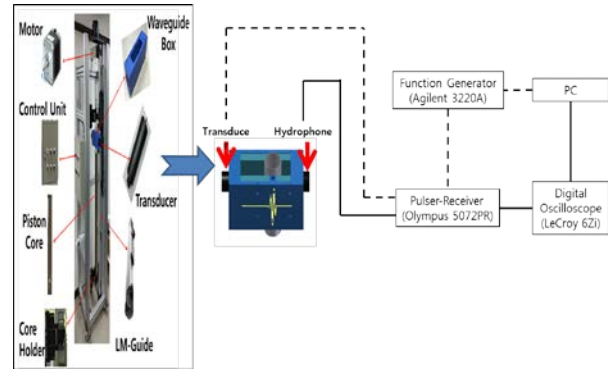 Motor
Waveguide
Box
Control Unit
Transducer
Piston
Core
Core
Holder
LM-Guide
Transduce
Hydrophone
Function Generator
(Agilent 3220A)
PC
Pulser-Receiver
(Olympus 5072PR)
Digital
Oscilloscope
(LeCroy 6Zi)